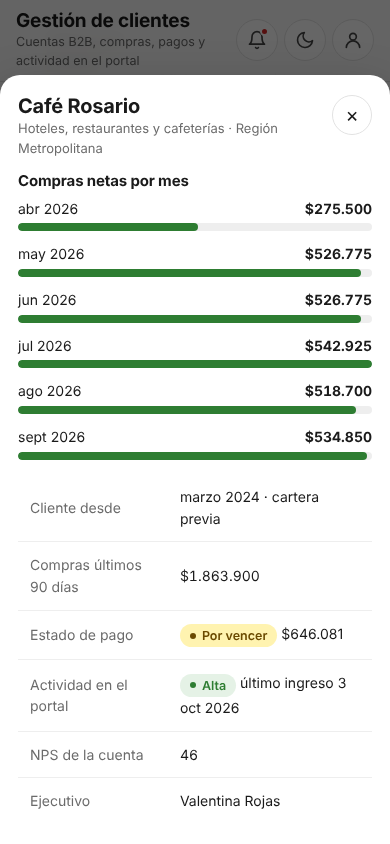 Gestión de clientes
Cuentas B2B, compras, pagos y
actividad en el portal
Café Rosario
Hoteles, restaurantes y cafeterías · Región
Metropolitana
Compras netas por mes
abr 2026 $275.500
may 2026 $526.775
jun 2026 $526.775
jul 2026 $542.925
ago 2026 $518.700
sept 2026 $534.850
Cliente desde
marzo 2024 · cartera
previa
Compras últimos
90 días
$1.863.900
Estado de pago
Por vencer $646.081
Actividad en el
portal
Alta último ingreso 3
oct 2026
NPS de la cuenta 46
Ejecutivo Valentina Rojas